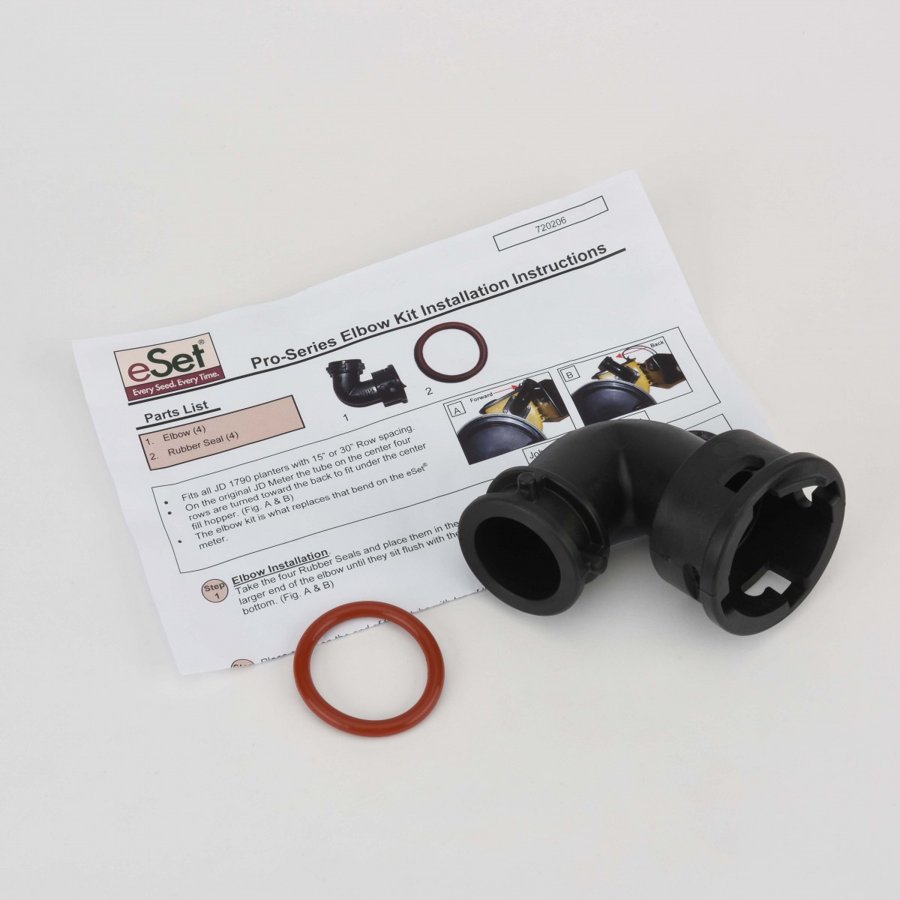 720206
eSet®
Every Seed. Every Time.
Pro-Series Elbow Kit Installation Instructions
Parts List
1. Elbow (4)
2. Rubber Seal (4)
1
2
A
Forward
B
Back
• Fits all JD 1790 planters with 15" or 30" Row spacing.
• On the original JD Meter the tube on the center four
rows are turned toward the back to fit under the center
fill hopper. (Fig. A & B)
• The elbow kit is what replaces that bend on the eSet®
meter.
Step
1
Elbow Installation
Take the four Rubber Seals and place them in the
larger end of the elbow until they sit flush with the
bottom. (Fig. A & B)